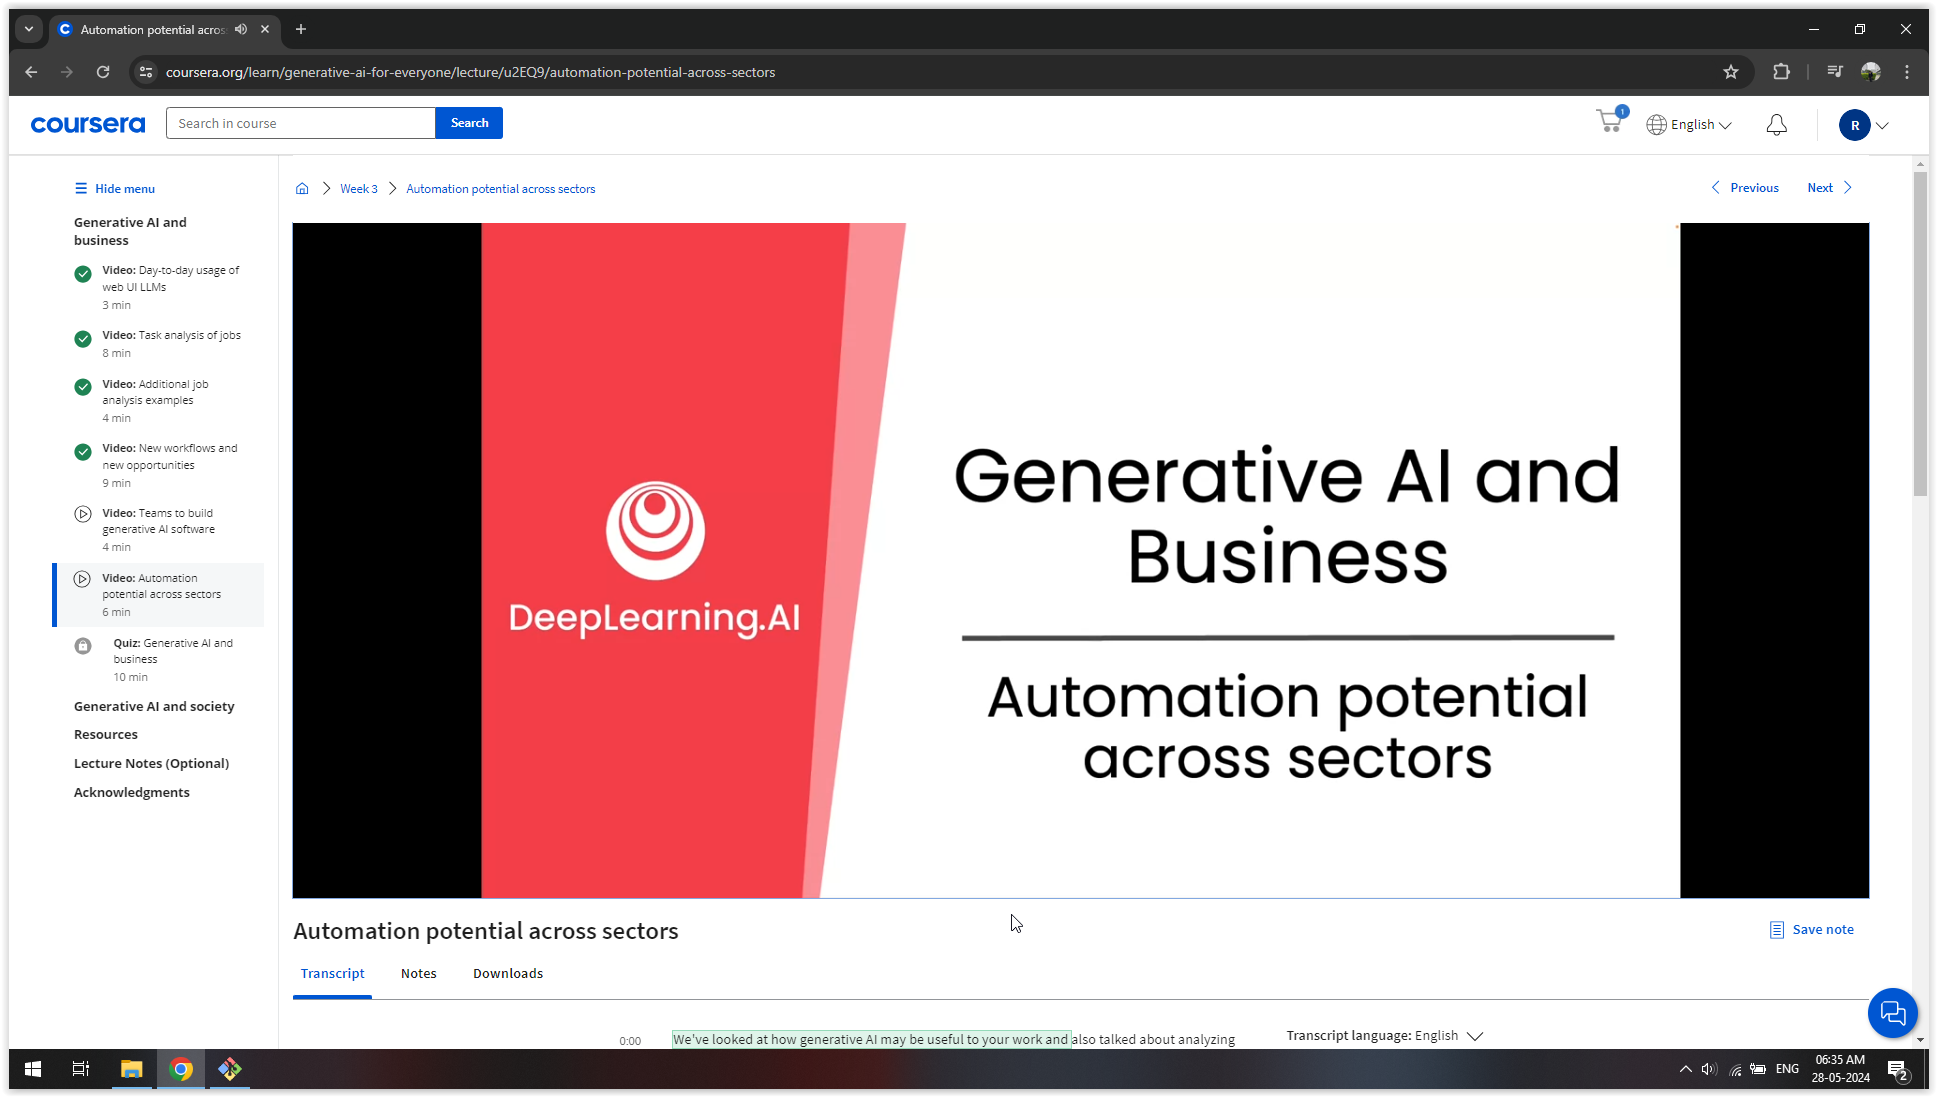 Automation potential acros
coursera.org/learn/generative-ai-for-everyone/lecture/u2EQ9/automation-potential-across-sectors
coursera
Search in course
Search
1
English
R
Hide menu
Generative AI and
business
Video: Day-to-day usage of
web UI LLMs
3 min
Video: Task analysis of jobs
8 min
Video: Additional job
analysis examples
4 min
Video: New workflows and
new opportunities
9 min
Video: Teams to build
generative AI software
4 min
Video: Automation
potential across sectors
6 min
Quiz: Generative AI and
business
10 min
Generative AI and society
Resources
Lecture Notes (Optional)
Acknowledgments
Week 3
Automation potential across sectors
Previous
Next
DeepLearning.AI
Generative AI and
Business
Automation potential
across sectors
Automation potential across sectors
Save note
Transcript
Notes
Downloads
0:00
We've looked at how generative AI may be useful to your work and also talked about analyzing
Transcript language: English
ENG
06:35 AM
28-05-2024
2